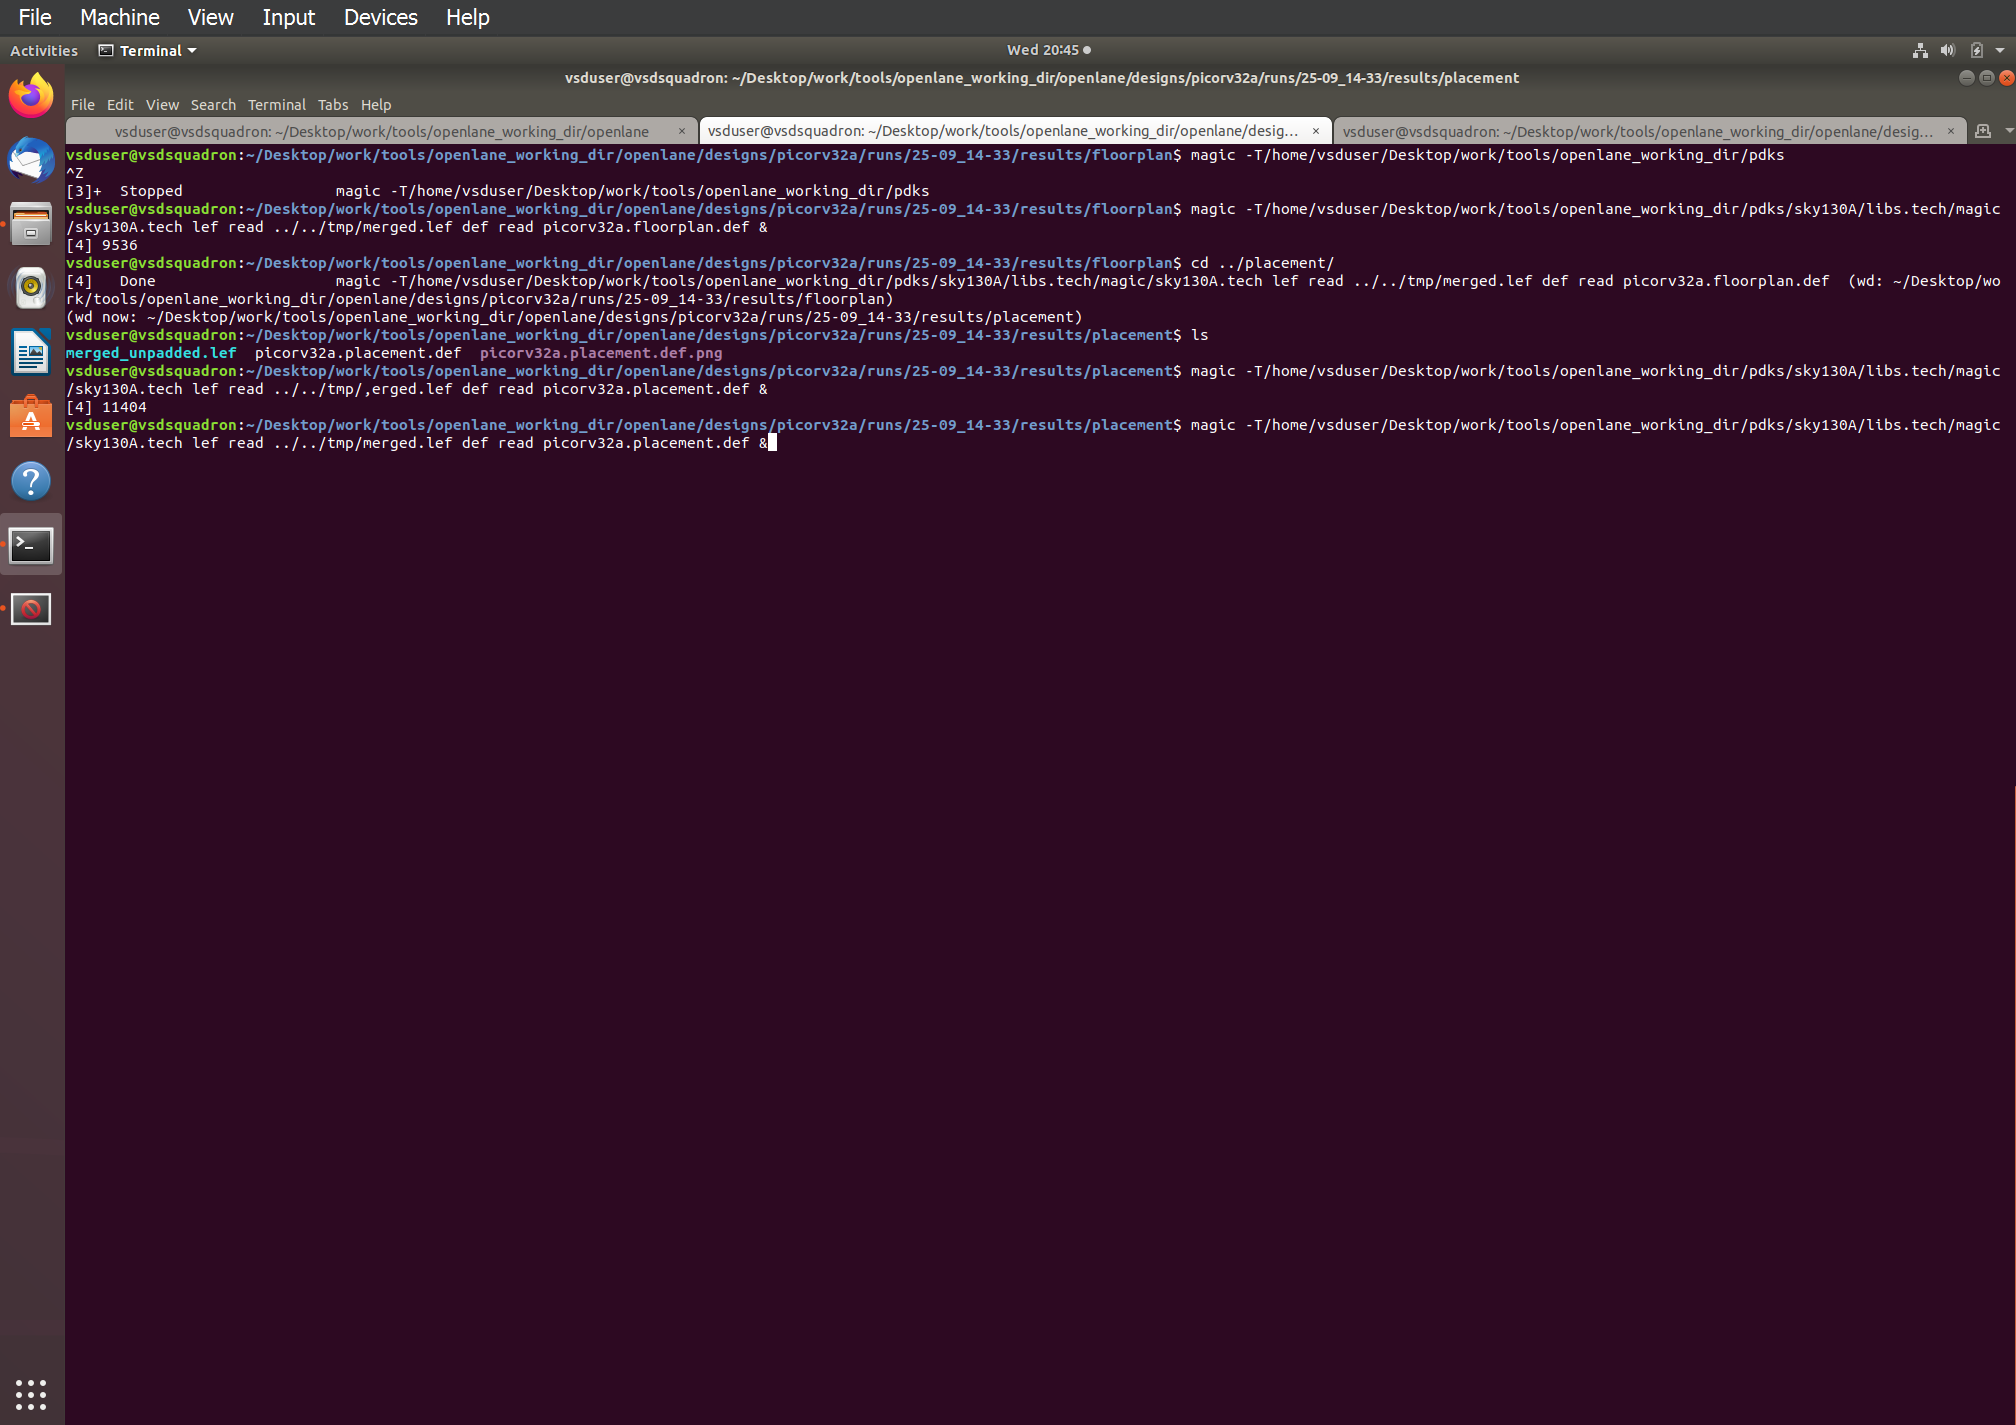 File Machine View Input Devices Help
Activities Terminal Wed 20:45
vsduser@vsdsquadron: ~/Desktop/work/tools/openlane_working_dir/openlane/designs/picorv32a/runs/25-09_14-33/results/placement
File Edit View Search Terminal Tabs Help
vsduser@vsdsquadron: ~/Desktop/work/tools/openlane_working_dir/openlane × vsduser@vsdsquadron: ~/Desktop/work/tools/openlane_working_dir/openlane/desig... × vsduser@vsdsquadron: ~/Desktop/work/tools/openlane_working_dir/openlane/desig... ×
vsduser@vsdsquadron:~/Desktop/work/tools/openlane_working_dir/openlane/designs/picorv32a/runs/25-09_14-33/results/floorplan$ magic -T/home/vsduser/Desktop/work/tools/openlane_working_dir/pdks
^Z
[3]+  Stopped                 magic -T/home/vsduser/Desktop/work/tools/openlane_working_dir/pdks
vsduser@vsdsquadron:~/Desktop/work/tools/openlane_working_dir/openlane/designs/picorv32a/runs/25-09_14-33/results/floorplan$ magic -T/home/vsduser/Desktop/work/tools/openlane_working_dir/pdks/sky130A/libs.tech/magic
/sky130A.tech lef read ../../tmp/merged.lef def read picorv32a.floorplan.def &
[4] 9536
vsduser@vsdsquadron:~/Desktop/work/tools/openlane_working_dir/openlane/designs/picorv32a/runs/25-09_14-33/results/floorplan$ cd ../placement/
[4]   Done                    magic -T/home/vsduser/Desktop/work/tools/openlane_working_dir/pdks/sky130A/libs.tech/magic/sky130A.tech lef read ../../tmp/merged.lef def read picorv32a.floorplan.def  (wd: ~/Desktop/wo
rk/tools/openlane_working_dir/openlane/designs/picorv32a/runs/25-09_14-33/results/floorplan)
(wd now: ~/Desktop/work/tools/openlane_working_dir/openlane/designs/picorv32a/runs/25-09_14-33/results/placement)
vsduser@vsdsquadron:~/Desktop/work/tools/openlane_working_dir/openlane/designs/picorv32a/runs/25-09_14-33/results/placement$ ls
merged_unpadded.lef  picorv32a.placement.def  picorv32a.placement.def.png
vsduser@vsdsquadron:~/Desktop/work/tools/openlane_working_dir/openlane/designs/picorv32a/runs/25-09_14-33/results/placement$ magic -T/home/vsduser/Desktop/work/tools/openlane_working_dir/pdks/sky130A/libs.tech/magic
/sky130A.tech lef read ../../tmp/,erged.lef def read picorv32a.placement.def &
[4] 11404
vsduser@vsdsquadron:~/Desktop/work/tools/openlane_working_dir/openlane/designs/picorv32a/runs/25-09_14-33/results/placement$ magic -T/home/vsduser/Desktop/work/tools/openlane_working_dir/pdks/sky130A/libs.tech/magic
/sky130A.tech lef read ../../tmp/merged.lef def read picorv32a.placement.def &